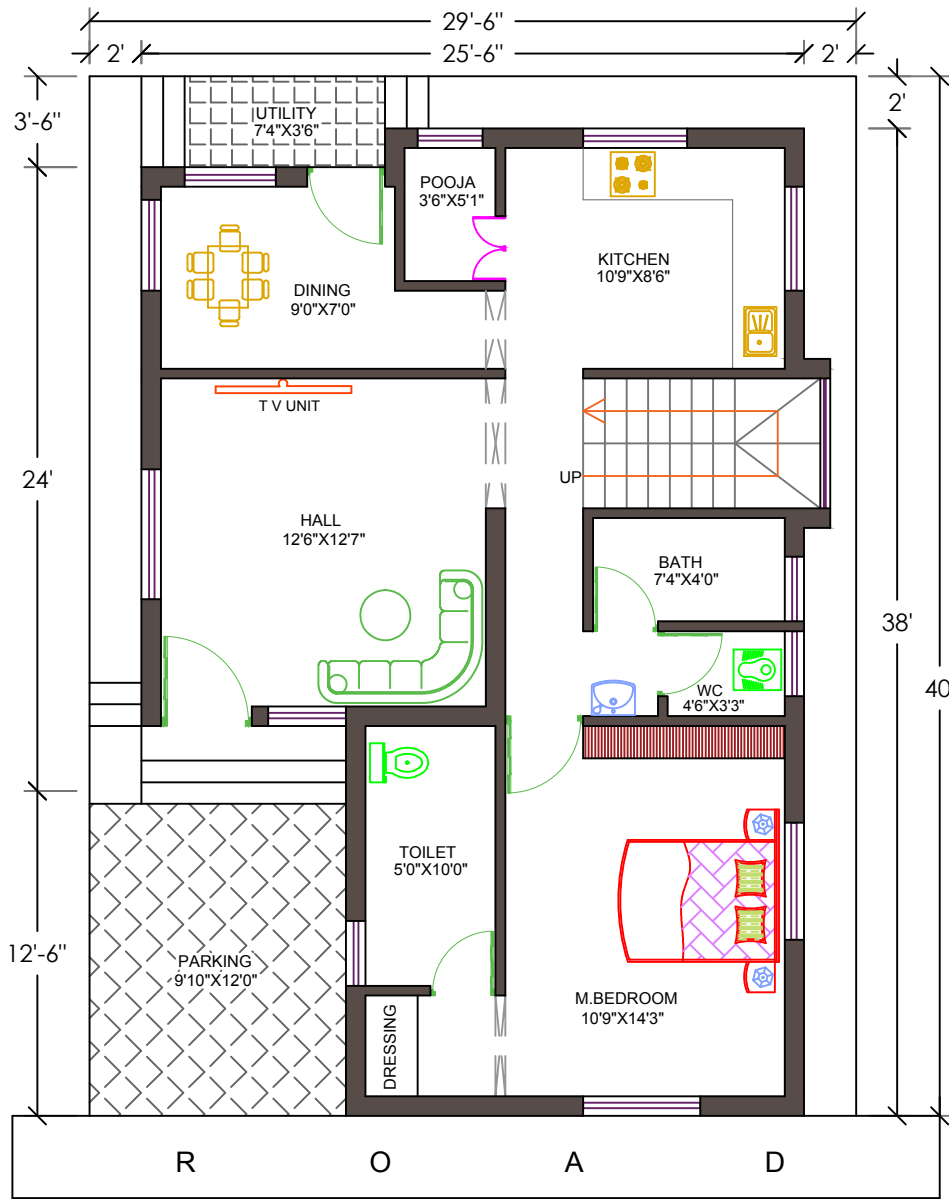 29'-6"
2'
25'-6"
2'
3'-6"
2'
UTILITY
7'4"X3'6"
POOJA
3'6"X5'1"
KITCHEN
10'9"X8'6"
DINING
9'0"X7'0"
T V UNIT
24'
UP
HALL
12'6"X12'7"
BATH
7'4"X4'0"
38'
40
WC
4'6"X3'3"
TOILET
5'0"X10'0"
12'-6"
PARKING
9'10"X12'0"
M.BEDROOM
10'9"X14'3"
DRESSING
R O A D